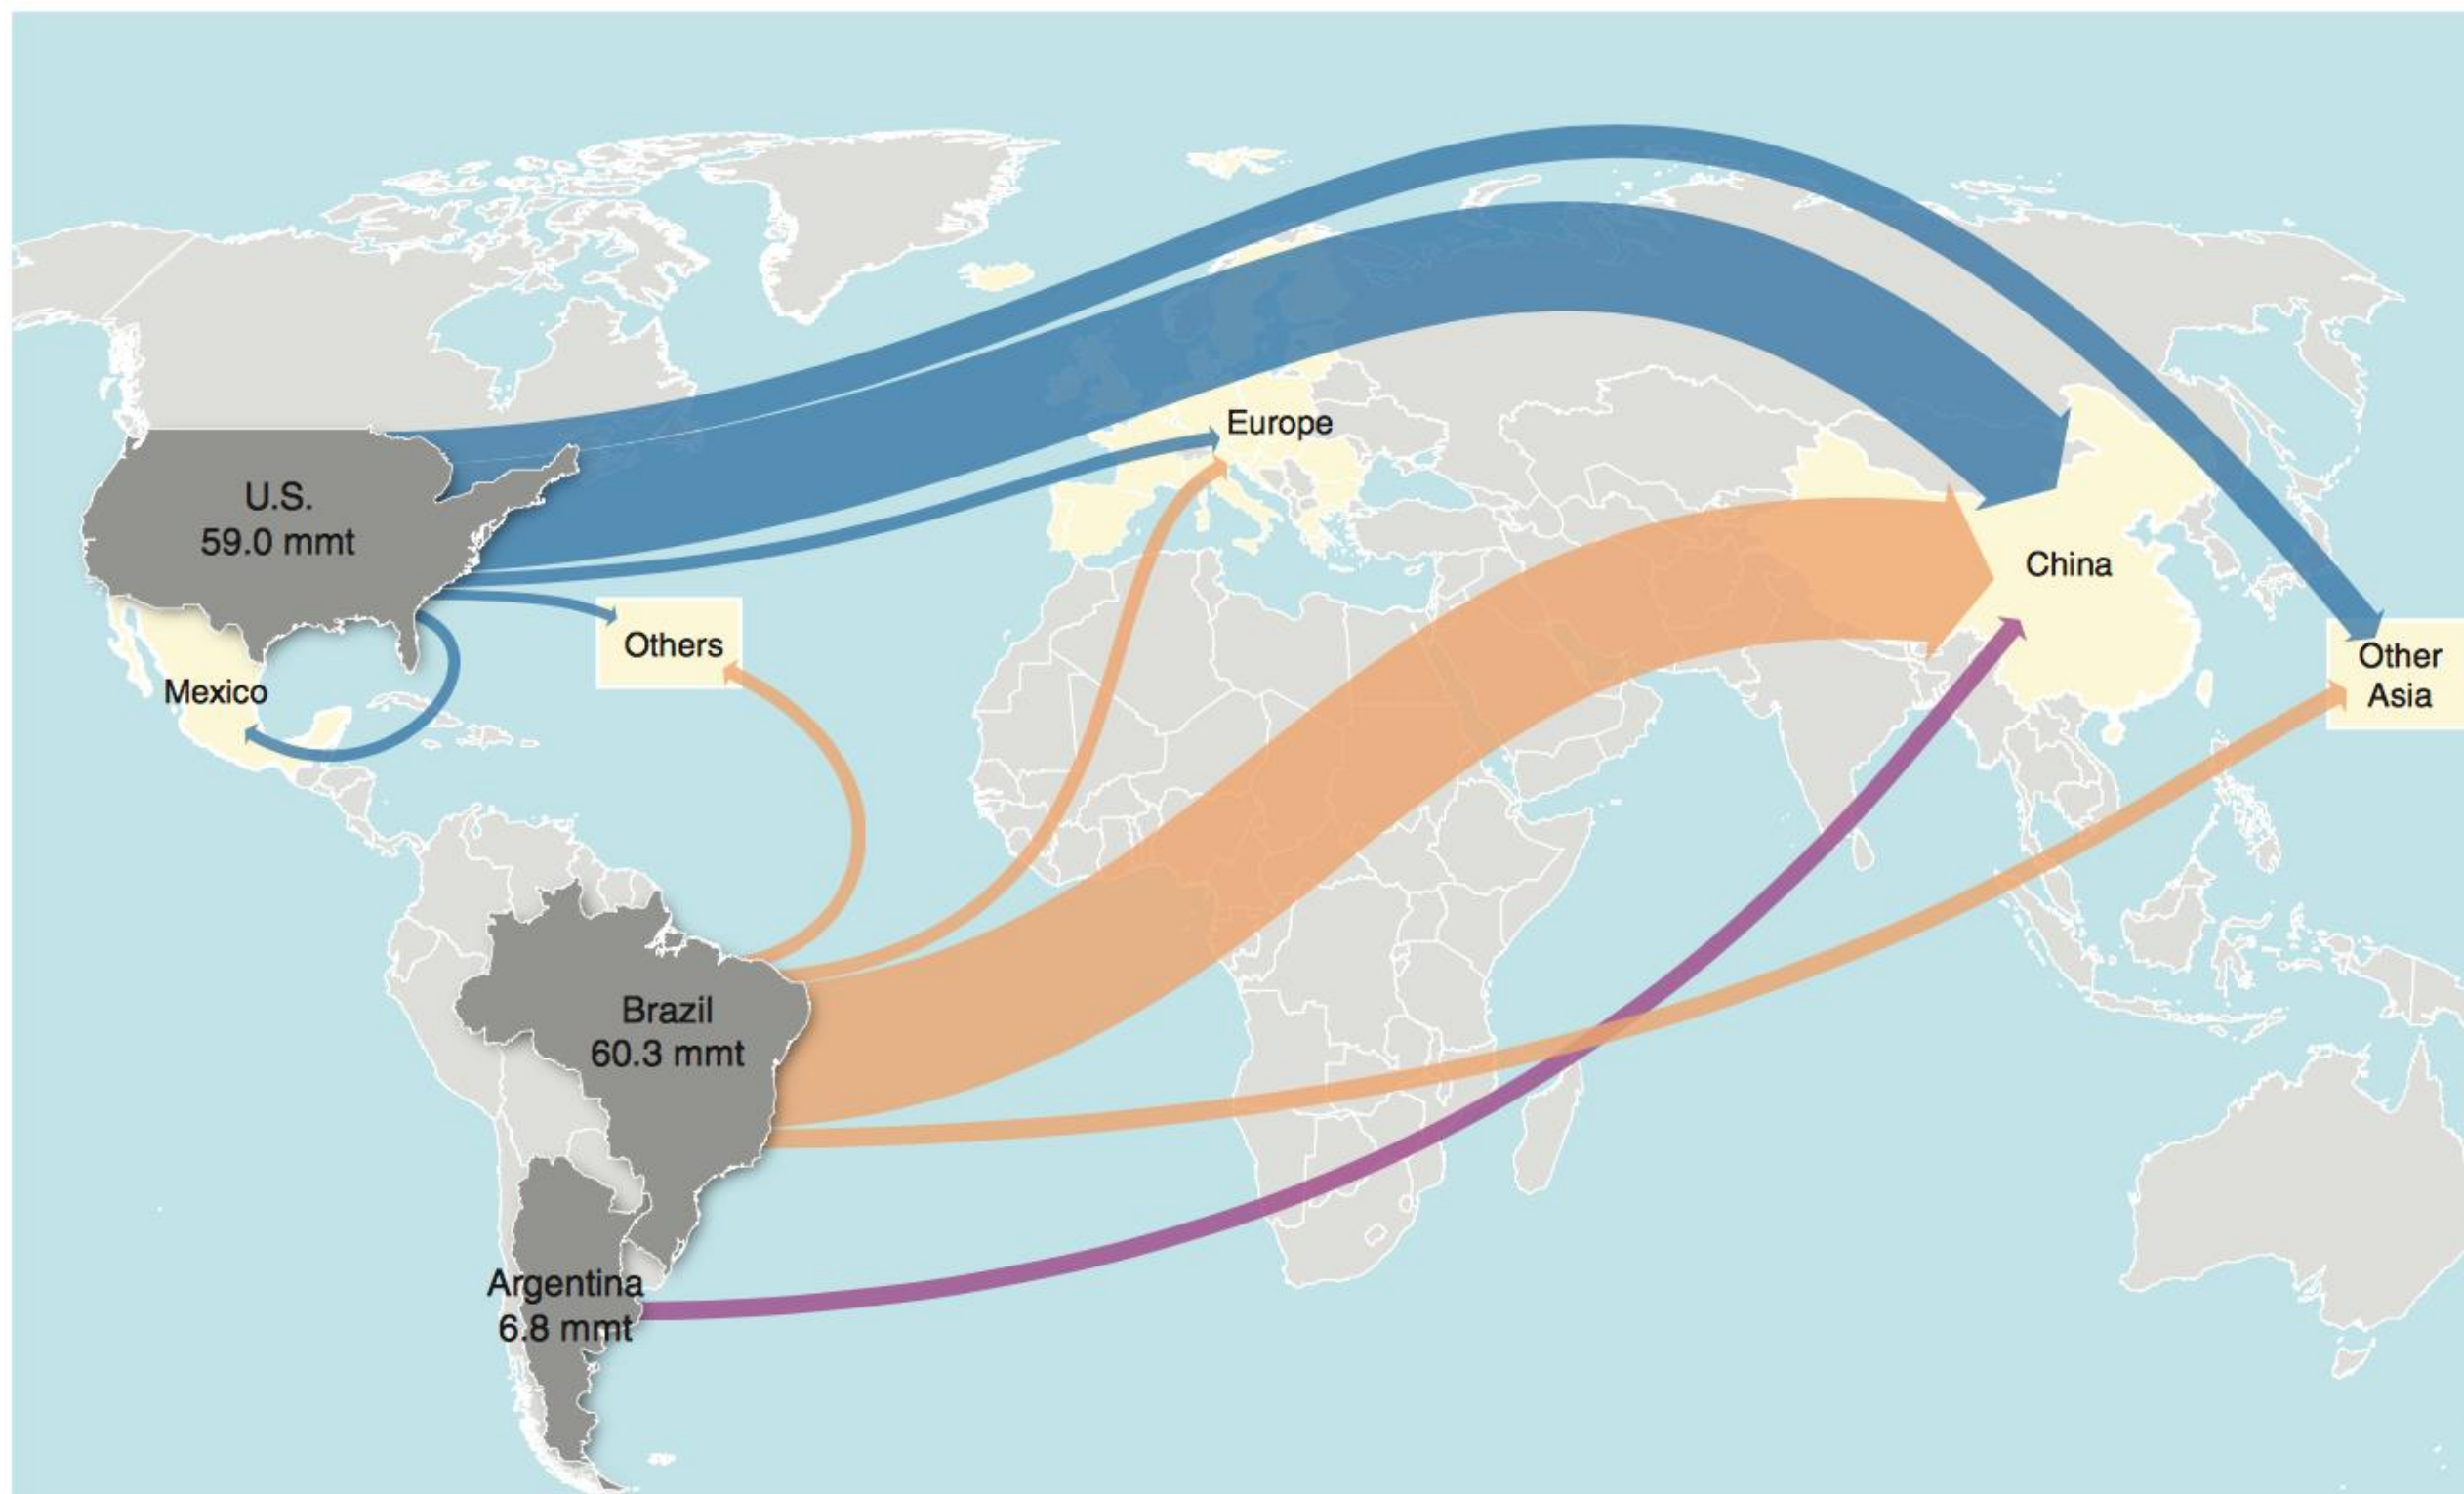 Europe
U.S.
59.0 mmt
China
Others
Mexico
Other
Asia
Brazil
60.3 mmt
Argentina
6.8 mmt